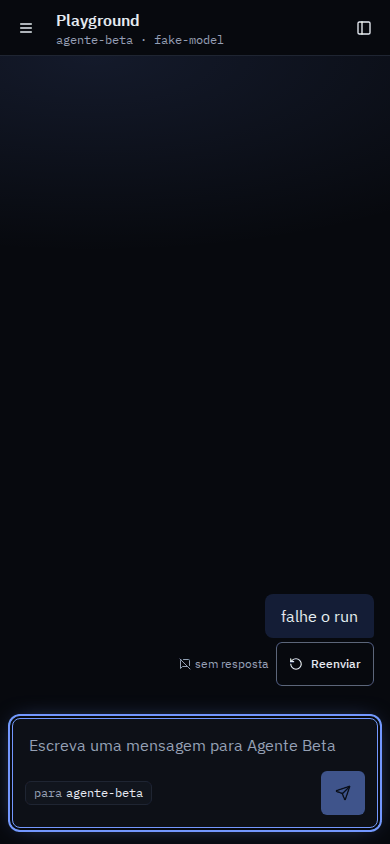 Playground
agente-beta · fake-model
falhe o run
sem resposta
Reenviar
Escreva uma mensagem para Agente Beta
para agente-beta